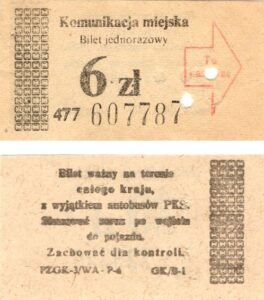 Komunikacja miejska
Bilet jednorazowy
6 zł
477 607787
Bilet ważny na terenie
całego kraju,
z wyjątkiem autobusów PKS.
Skasować zaraz po wejściu
do pojazdu.
Zachować dla kontroli.
PZGK-3/WA - P-6 GK/B-1